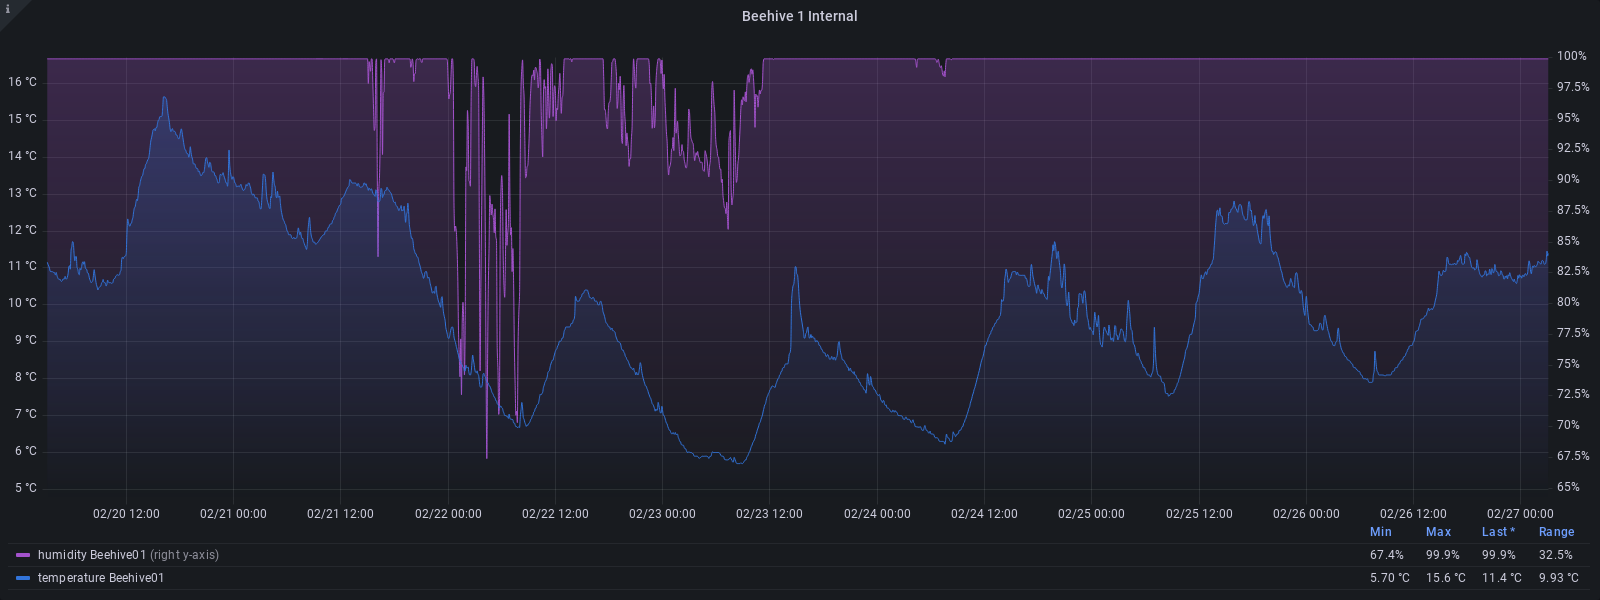 i
Beehive 1 Internal
16 °C
15 °C
14 °C
13 °C
12 °C
11 °C
10 °C
9 °C
8 °C
7 °C
6 °C
5 °C
100%
97.5%
95%
92.5%
90%
87.5%
85%
82.5%
80%
77.5%
75%
72.5%
70%
67.5%
65%
02/20 12:00 02/21 00:00 02/21 12:00 02/22 00:00 02/22 12:00 02/23 00:00 02/23 12:00 02/24 00:00 02/24 12:00 02/25 00:00 02/25 12:00 02/26 00:00 02/26 12:00 02/27 00:00
Min Max Last * Range
humidity Beehive01 (right y-axis) 67.4% 99.9% 99.9% 32.5%
temperature Beehive01 5.70 °C 15.6 °C 11.4 °C 9.93 °C